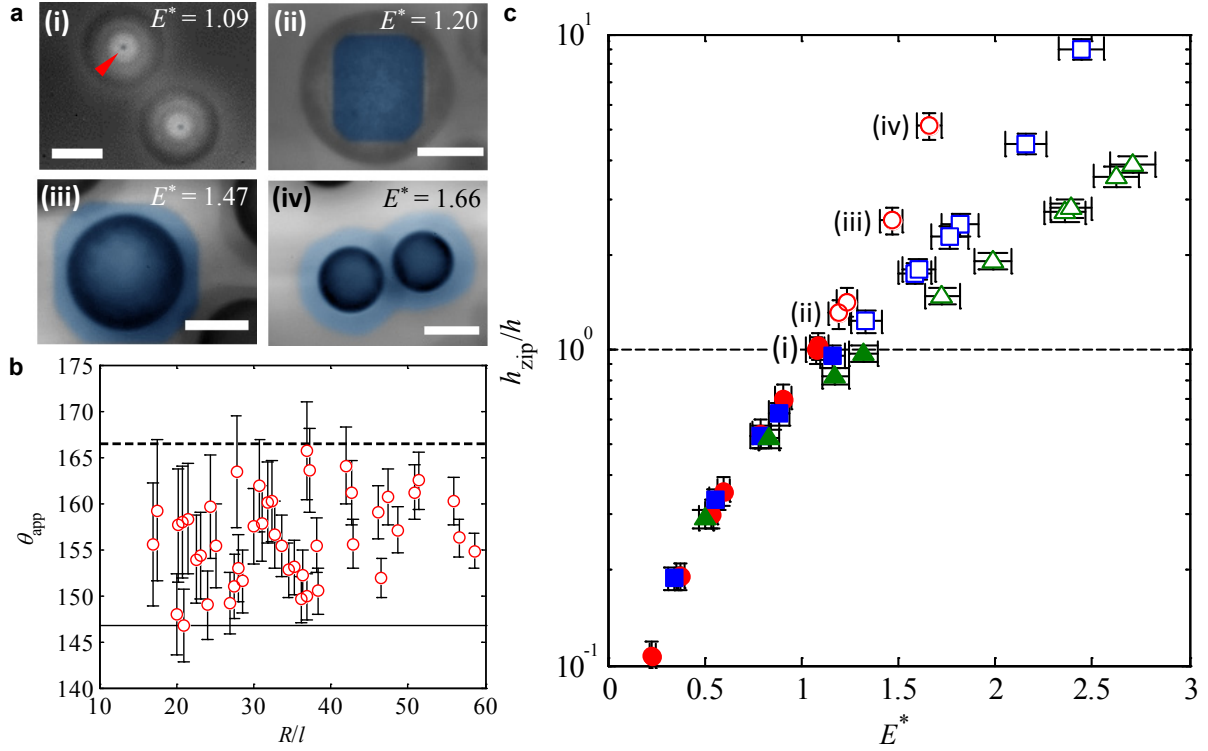 a
(i)
E* = 1.09
(ii)
E* = 1.20
(iii)
E* = 1.47
(iv)
E* = 1.66
b
175
170
165
160
155
150
145
140
θapp
10
20
30
40
50
60
R/l
c
10¹
10⁰
10⁻¹
hzip/h
(iv)
(iii)
(ii)
(i)
0
0.5
1
1.5
2
2.5
3
E*